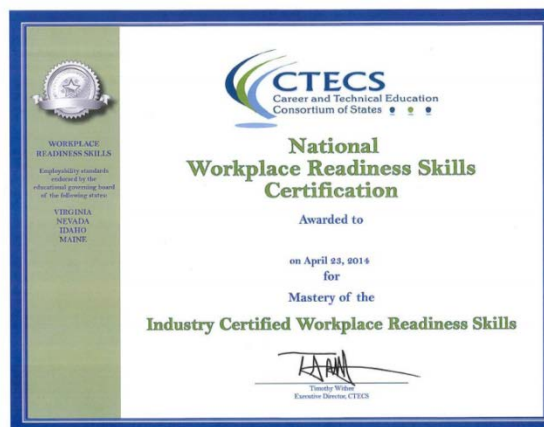 CTECS
Career and Technical Education
Consortium of States
WORKPLACE
READINESS SKILLS
Employability standards
endorsed by the
educational governing board
of the following states:
VIRGINIA
NEVADA
IDAHO
MAINE
National
Workplace Readiness Skills
Certification
Awarded to
on April 23, 2014
for
Mastery of the
Industry Certified Workplace Readiness Skills
Timothy Withee
Executive Director, CTECS